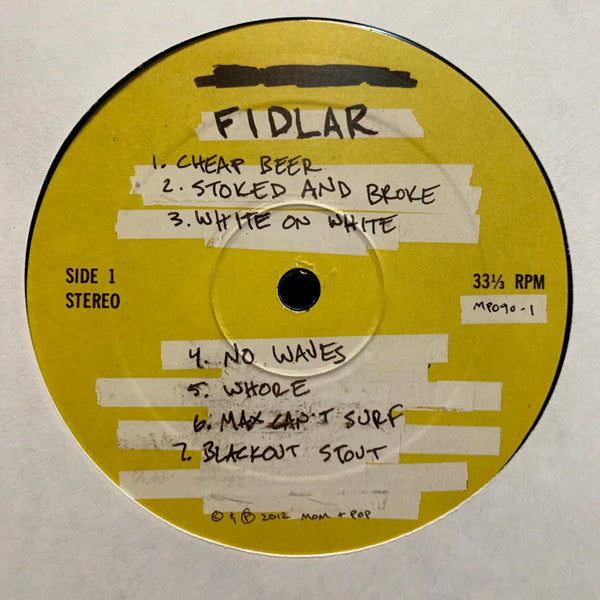 FIDLAR
1. CHEAP BEER
2. STOKED AND BROKE
3. WHITE ON WHITE
SIDE 1
STEREO
33⅓ RPM
MP090-1
4. NO WAVES
5. WHORE
6. MAX CAN'T SURF
7. BLACKOUT STOUT
© & ℗ 2012 MOM + POP